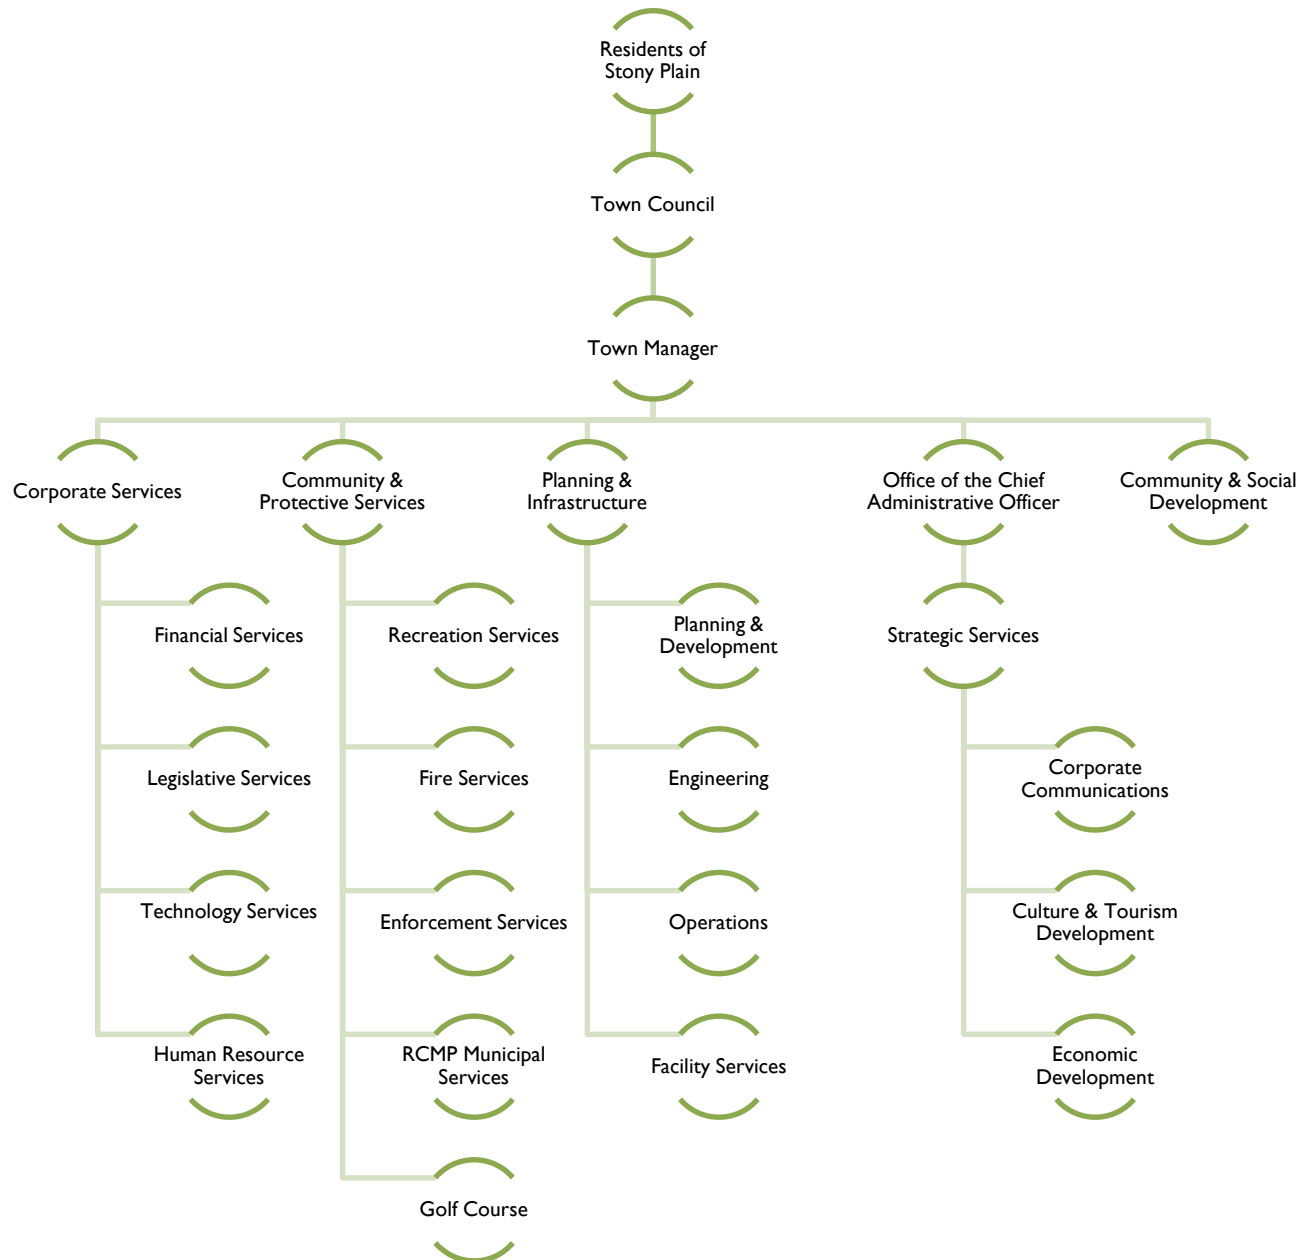 Residents of
Stony Plain
Town Council
Town Manager
Corporate Services
Community &
Protective Services
Planning &
Infrastructure
Office of the Chief
Administrative Officer
Community & Social
Development
Financial Services
Recreation Services
Planning &
Development
Strategic Services
Legislative Services
Fire Services
Engineering
Corporate
Communications
Technology Services
Enforcement Services
Operations
Culture & Tourism
Development
Human Resource
Services
RCMP Municipal
Services
Facility Services
Economic
Development
Golf Course